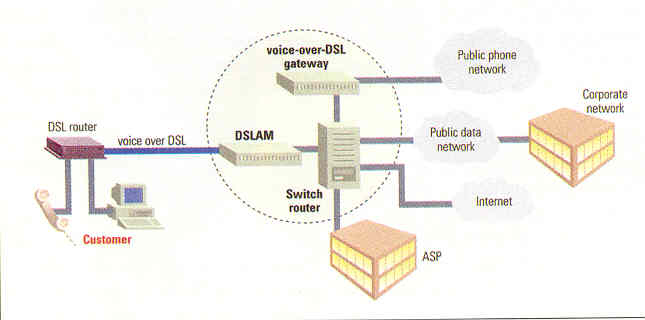 voice-over-DSL
gateway
Public phone
network
Corporate
network
DSL router
voice over DSL
DSLAM
Public data
network
Switch
router
Internet
Customer
ASP